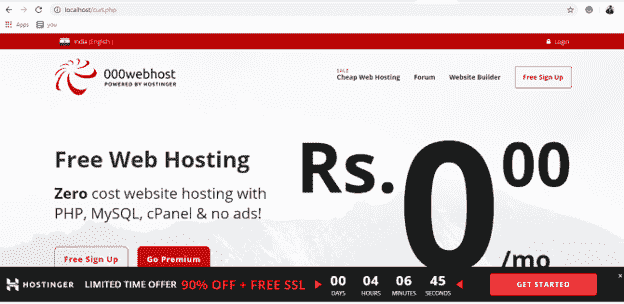 localhost/curl.php
Apps
you
India (English)
Login
000webhost
POWERED BY HOSTINGER
SALE
Cheap Web Hosting
Forum
Website Builder
Free Sign Up
Free Web Hosting
Zero cost website hosting with
PHP, MySQL, cPanel & no ads!
Rs.0.00
/mo
Free Sign Up
Go Premium
HOSTINGER
LIMITED TIME OFFER
90% OFF + FREE SSL
00
DAYS
04
HOURS
06
MINUTES
45
SECONDS
GET STARTED